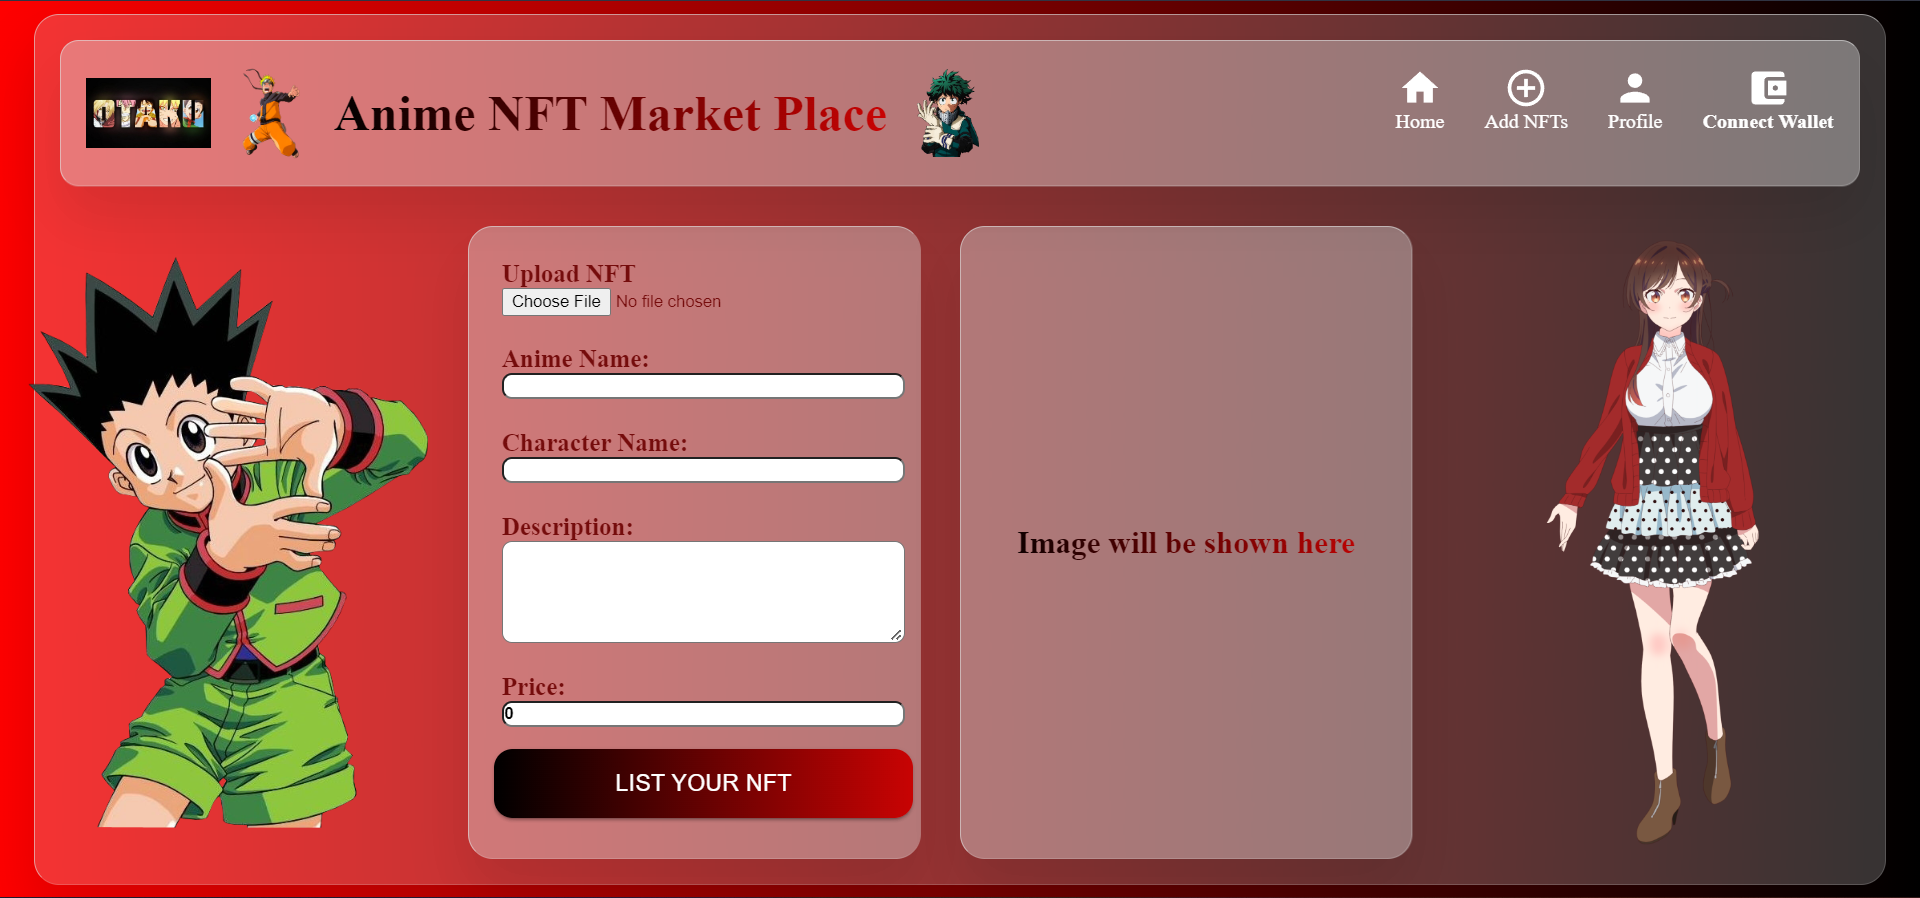 OTAKU
Anime NFT Market Place
Home
Add NFTs
Profile
Connect Wallet
Upload NFT
Choose File No file chosen
Anime Name:
Character Name:
Description:
Price:
0
LIST YOUR NFT
Image will be shown here